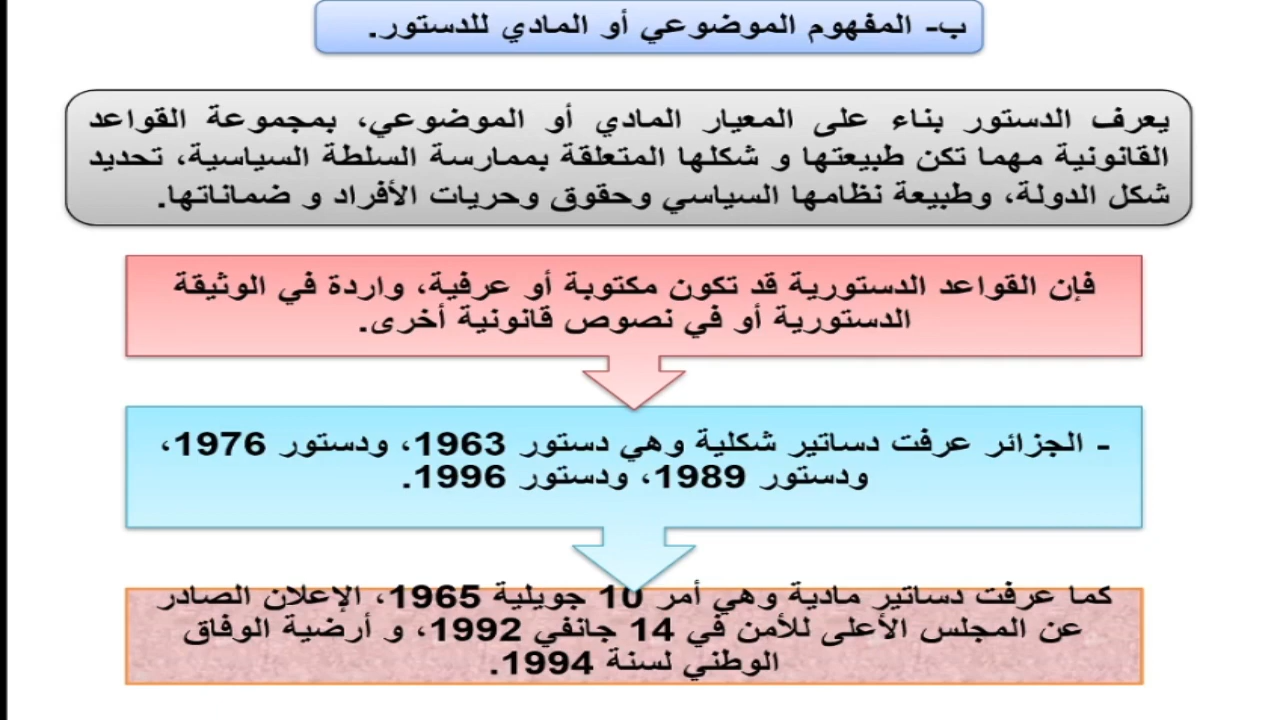 ب- المفهوم الموضوعي أو المادي للدستور.
يعرف الدستور بناء على المعيار المادي أو الموضوعي، بمجموعة القواعد
القانونية مهما تكن طبيعتها و شكلها المتعلقة بممارسة السلطة السياسية، تحديد
شكل الدولة، وطبيعة نظامها السياسي وحقوق وحريات الأفراد و ضماناتها.
فإن القواعد الدستورية قد تكون مكتوبة أو عرفية، واردة في الوثيقة
الدستورية أو في نصوص قانونية أخرى.
- الجزائر عرفت دساتير شكلية وهي دستور 1963، ودستور 1976،
ودستور 1989، ودستور 1996.
كما عرفت دساتير مادية وهي أمر 10 جويلية 1965، الإعلان الصادر
عن المجلس الأعلى للأمن في 14 جانفي 1992، و أرضية الوفاق
الوطني لسنة 1994.